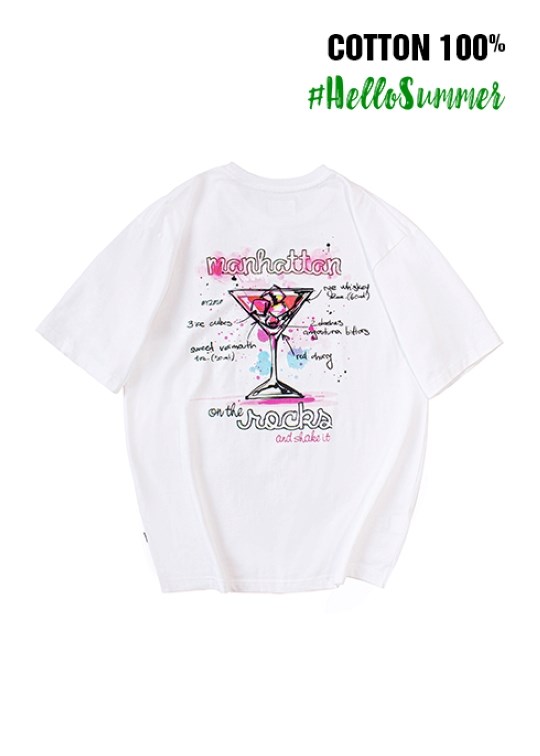 COTTON 100%
#HelloSummer
manhattan
rye whiskey
3 ice cubes
2 dashes
angostura bitters
sweet vermouth
red cherry
on the rocks
and shake it